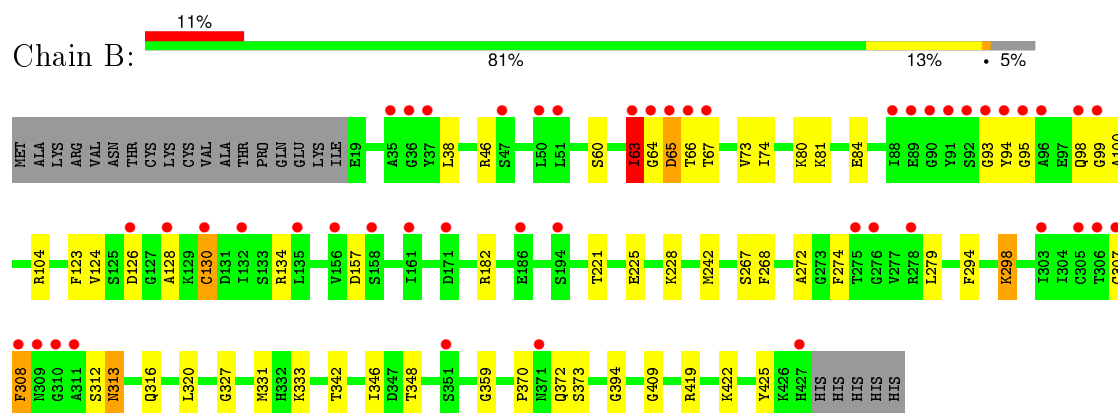 11%
Chain B:
81% 13% • 5%
MET ALA LYS ARG VAL ASN THR CYS LYS CYS VAL ALA THR PRO GLN GLU LYS ILE E19 A35 G36 Y37 L38 R46 S47 L50 L51 S60 I63 G64 D65 T66 T67 V73 I74 K80 K81 E84 I88 E89 G90 Y91 S92 G93 Y94 G95 A96 E97 Q98 G99 A100
R104 F123 V124 S125 D126 G127 A128 K129 C130 D131 I132 S133 R134 L135 V156 D157 S158 I161 D171 R182 E186 S194 T221 E225 K228 M242 S267 F268 A272 G273 F274 T275 G276 V277 R278 L279 F294 K298 I303 I304 C305 T306 G307
F308 N309 G310 A311 S312 N313 Q316 L320 G327 M331 H332 K333 T342 I346 D347 T348 S351 G359 P370 N371 Q372 S373 G394 G409 R419 K422 Y425 K426 H427 HIS HIS HIS HIS HIS